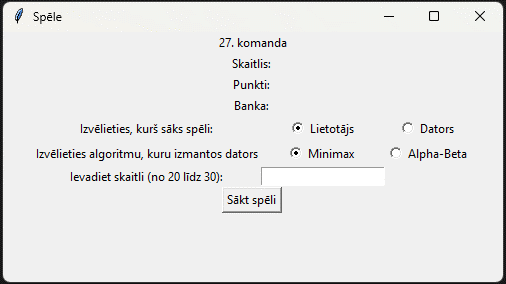 Spēle
27. komanda
Skaitlis:
Punkti:
Banka:
Izvēlieties, kurš sāks spēli: Lietotājs Dators
Izvēlieties algoritmu, kuru izmantos dators Minimax Alpha-Beta
Ievadiet skaitli (no 20 līdz 30):
Sākt spēli